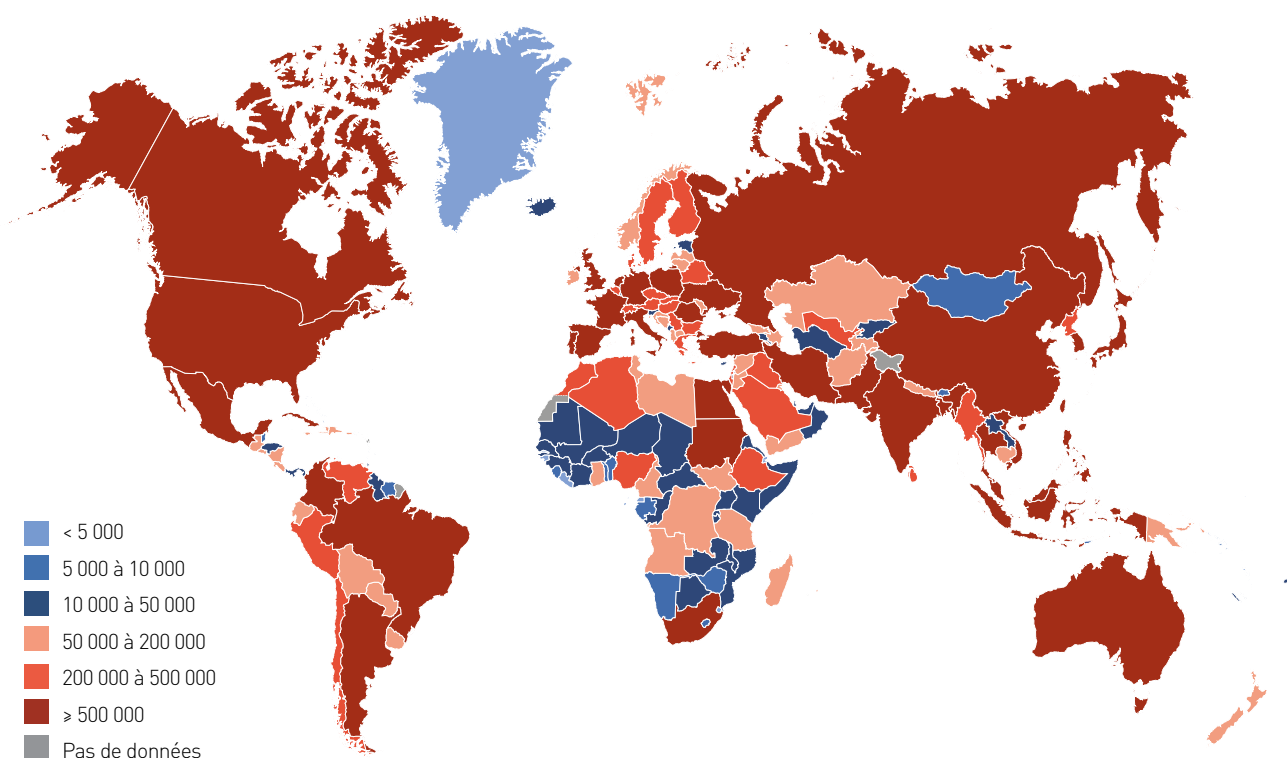 < 5 000
5 000 à 10 000
10 000 à 50 000
50 000 à 200 000
200 000 à 500 000
⩾ 500 000
Pas de données